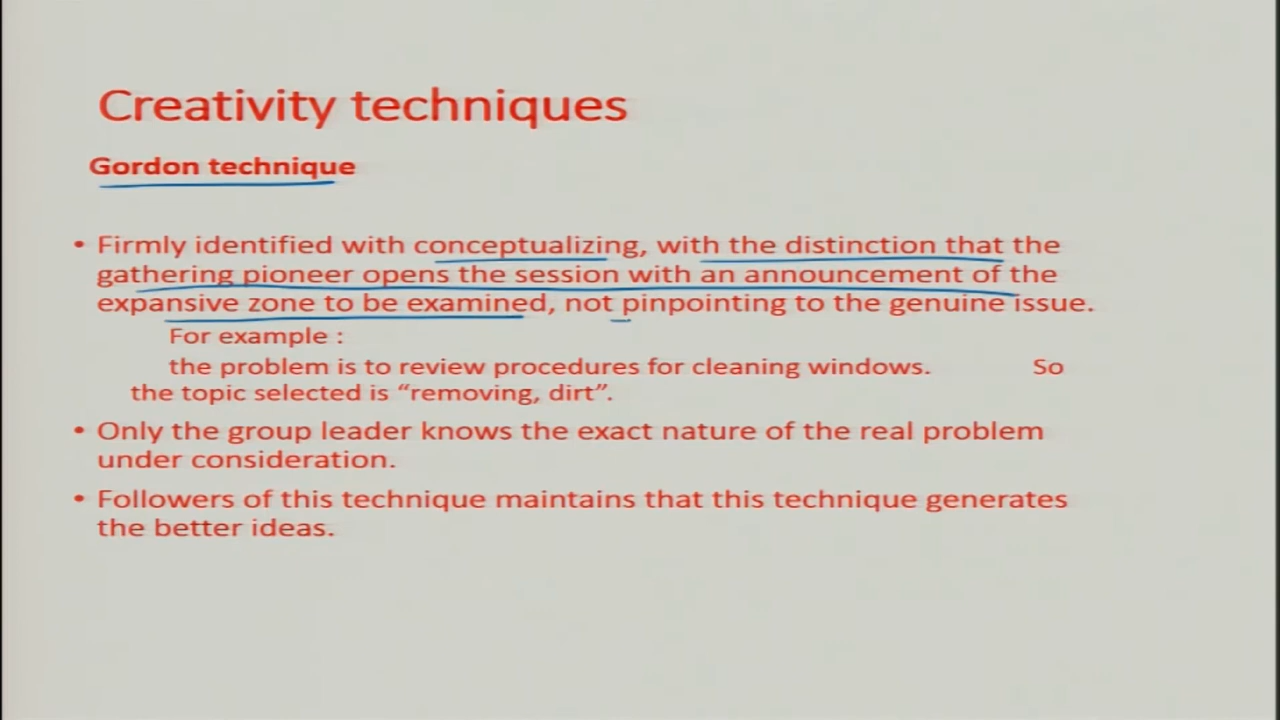 Creativity techniques
Gordon technique
• Firmly identified with conceptualizing, with the distinction that the
gathering pioneer opens the session with an announcement of the
expansive zone to be examined, not pinpointing to the genuine issue.
For example :
the problem is to review procedures for cleaning windows. So
the topic selected is “removing, dirt”.
• Only the group leader knows the exact nature of the real problem
under consideration.
• Followers of this technique maintains that this technique generates
the better ideas.